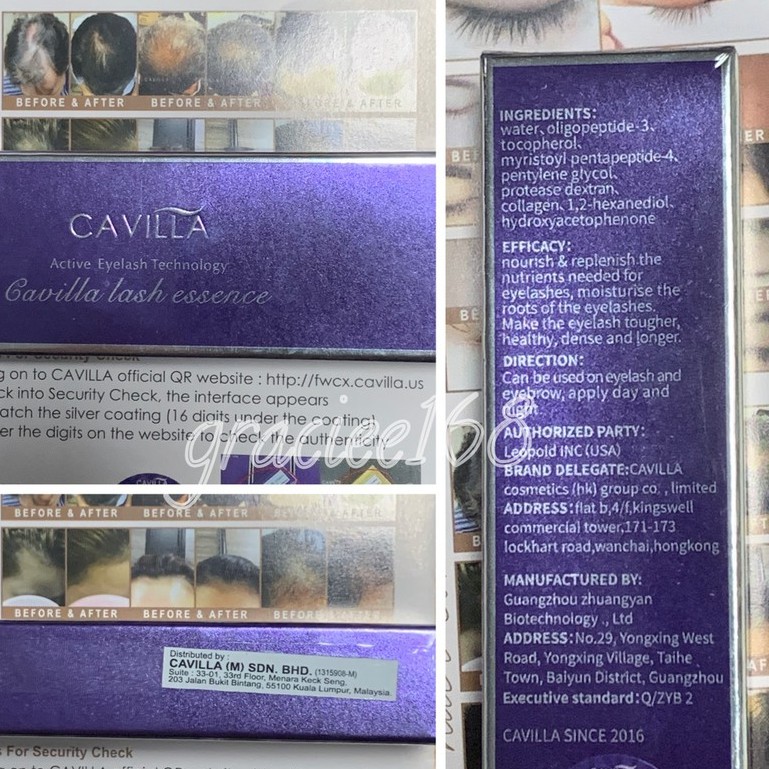 BEFORE & AFTER BEFORE & AFTER BEFORE & AFTER
CAVILLA
Active Eyelash Technology
Cavilla lash essence
For Security Check
g on to CAVILLA official QR website : http://fwcx.cavilla.us
ck into Security Check, the interface appears
atch the silver coating (16 digits under the coating)
er the digits on the website to check the authenticity
graciee168
BEFORE & AFTER BEFORE & AFTER BEFORE & AFTER
Distributed by :
CAVILLA (M) SDN. BHD. (1315908-M)
Suite : 33-01, 33rd Floor, Menara Keck Seng,
203 Jalan Bukit Bintang, 55100 Kuala Lumpur, Malaysia.
s For Security Check
INGREDIENTS:
water、oligopeptide-3、
tocopherol、
myristoyl pentapeptide-4、
pentylene glycol、
protease dextran、
collagen、1,2-hexanediol、
hydroxyacetophenone
EFFICACY:
nourish & replenish the
nutrients needed for
eyelashes, moisturise the
roots of the eyelashes.
Make the eyelash tougher,
healthy, dense and longer.
DIRECTION:
Can be used on eyelash and
eyebrow, apply day and
night
AUTHORIZED PARTY:
Leopold INC (USA)
BRAND DELEGATE:CAVILLA
cosmetics (hk) group co. , limited
ADDRESS:flat b,4/f,kingswell
commercial tower,171-173
lockhart road,wanchai,hongkong
MANUFACTURED BY:
Guangzhou zhuangyan
Biotechnology ., Ltd
ADDRESS:No.29, Yongxing West
Road, Yongxing Village, Taihe
Town, Baiyun District, Guangzhou
Executive standard:Q/ZYB 2
CAVILLA SINCE 2016